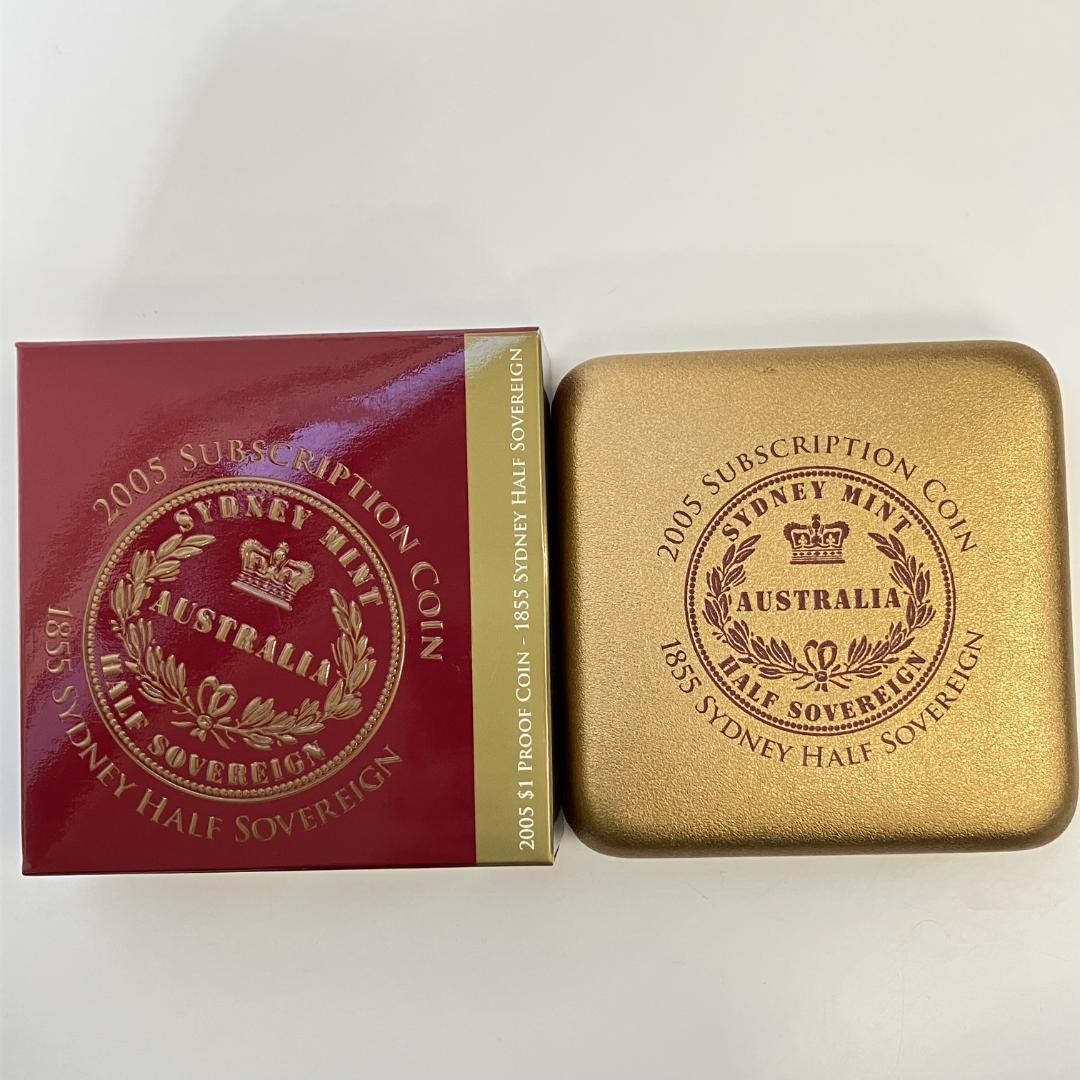 2005 Subscription Coin
SYDNEY MINT
AUSTRALIA
HALF SOVEREIGN
1855 Sydney Half Sovereign
2005 $1 Proof Coin - 1855 Sydney Half Sovereign
2005 Subscription Coin
SYDNEY MINT
AUSTRALIA
HALF SOVEREIGN
1855 Sydney Half Sovereign